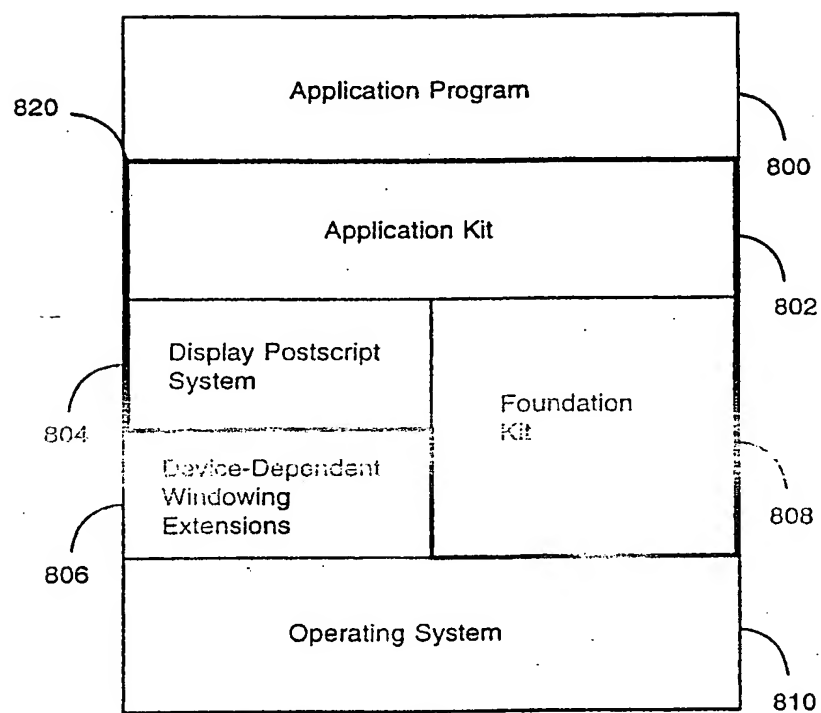 Application Program
820
800
Application Kit
802
Display Postscript
System
Foundation
Kit
804
Device-Dependant
Windowing
Extensions
808
806
Operating System
810